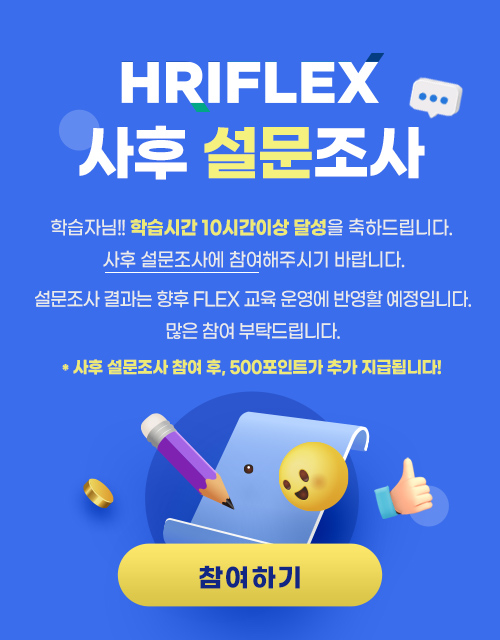 HRIFLEX
사후 설문조사
학습자님!! 학습시간 10시간이상 달성을 축하드립니다.
사후 설문조사에 참여해주시기 바랍니다.
설문조사 결과는 향후 FLEX 교육 운영에 반영할 예정입니다.
많은 참여 부탁드립니다.
* 사후 설문조사 참여 후, 500포인트가 추가 지급됩니다!
참여하기